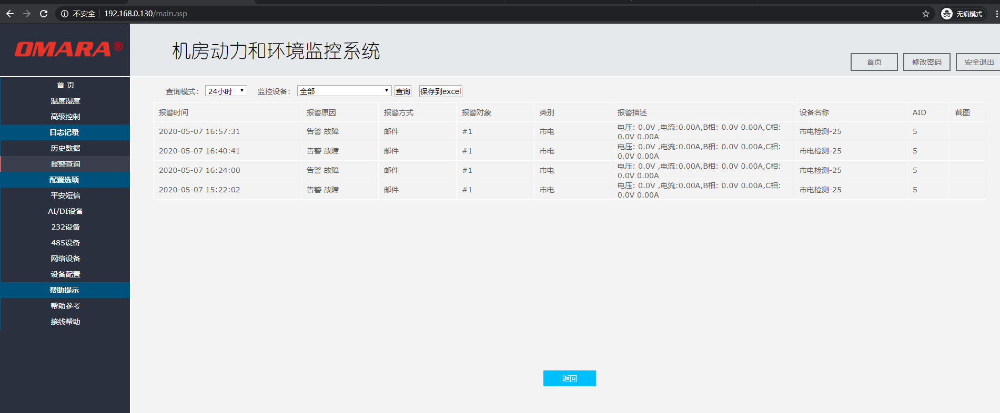 不安全 192.168.0.130/main.asp 无痕模式
OMARA®
机房动力和环境监控系统
首页 修改密码 安全退出
首 页
温度湿度
高级控制
日志记录
历史数据
报警查询
配置选项
平安短信
AI/DI设备
232设备
485设备
网络设备
设备配置
帮助提示
帮助参考
接线帮助
查询模式： 24小时 监控设备： 全部 查询 保存到excel
报警时间 报警原因 报警方式 报警对象 类别 报警描述 设备名称 AID 截图
2020-05-07 16:57:31 告警 故障 邮件 #1 市电 电压: 0.0V ,电流:0.00A,B相: 0.0V 0.00A,C相:
0.0V 0.00A 市电检测-25 5
2020-05-07 16:40:41 告警 故障 邮件 #1 市电 电压: 0.0V ,电流:0.00A,B相: 0.0V 0.00A,C相:
0.0V 0.00A 市电检测-25 5
2020-05-07 16:24:00 告警 故障 邮件 #1 市电 电压: 0.0V ,电流:0.00A,B相: 0.0V 0.00A,C相:
0.0V 0.00A 市电检测-25 5
2020-05-07 15:22:02 告警 故障 邮件 #1 市电 电压: 0.0V ,电流:0.00A,B相: 0.0V 0.00A,C相:
0.0V 0.00A 市电检测-25 5
返回